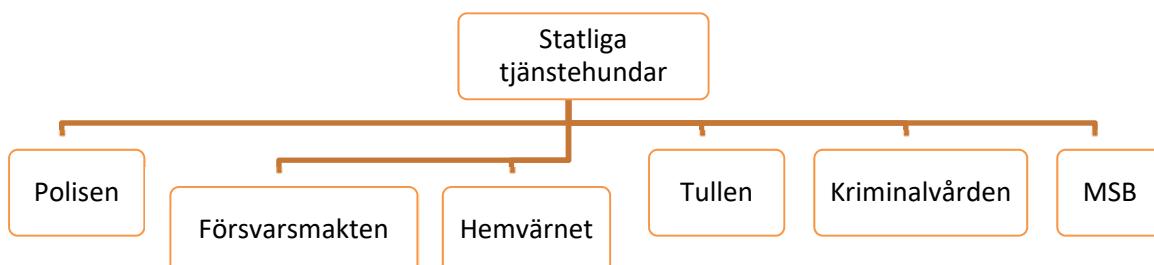 Statliga
tjänstehundar
Polisen
Försvarsmakten
Hemvärnet
Tullen
Kriminalvården
MSB